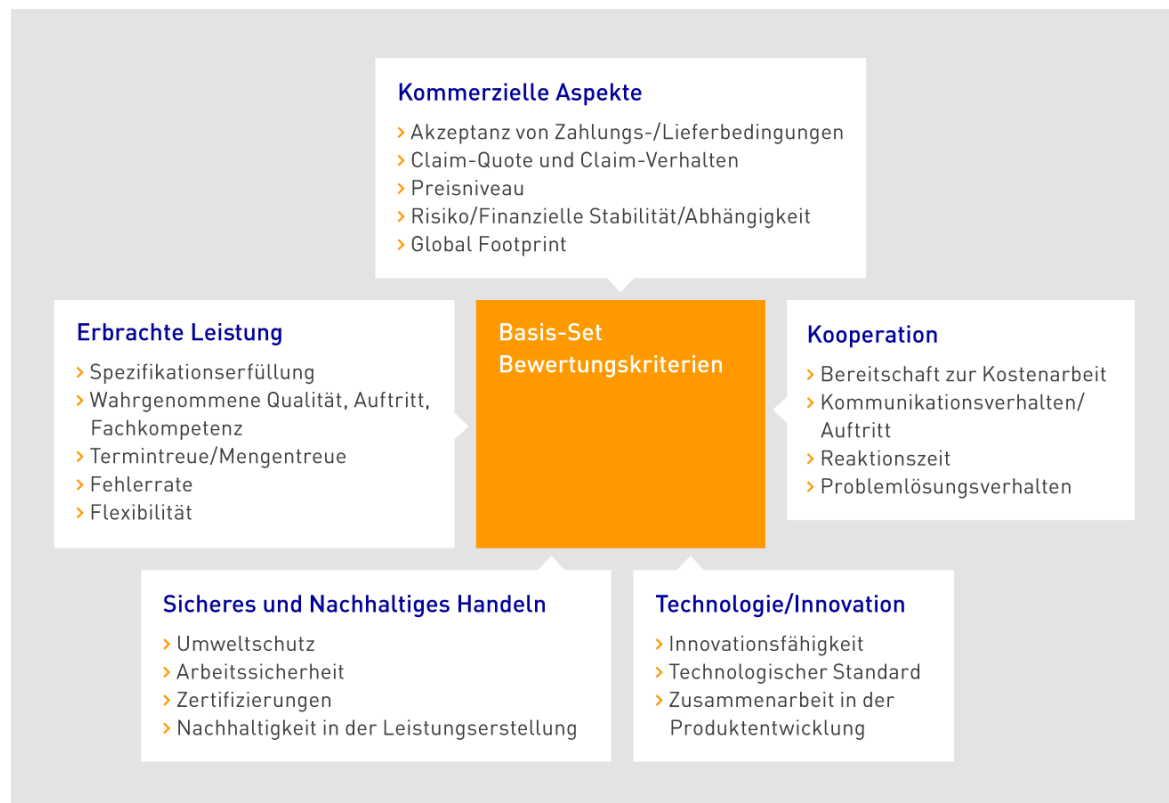 Kommerzielle Aspekte
> Akzeptanz von Zahlungs-/Lieferbedingungen
> Claim-Quote und Claim-Verhalten
> Preisniveau
> Risiko/Finanzielle Stabilität/Abhängigkeit
> Global Footprint
Erbrachte Leistung
> Spezifikationserfüllung
> Wahrgenommene Qualität, Auftritt,
Fachkompetenz
> Termintreue/Mengentreue
> Fehlerrate
> Flexibilität
Basis-Set
Bewertungskriterien
Kooperation
> Bereitschaft zur Kostenarbeit
> Kommunikationsverhalten/
Auftritt
> Reaktionszeit
> Problemlösungsverhalten
Sicheres und Nachhaltiges Handeln
> Umweltschutz
> Arbeitssicherheit
> Zertifizierungen
> Nachhaltigkeit in der Leistungserstellung
Technologie/Innovation
> Innovationsfähigkeit
> Technologischer Standard
> Zusammenarbeit in der
Produktentwicklung